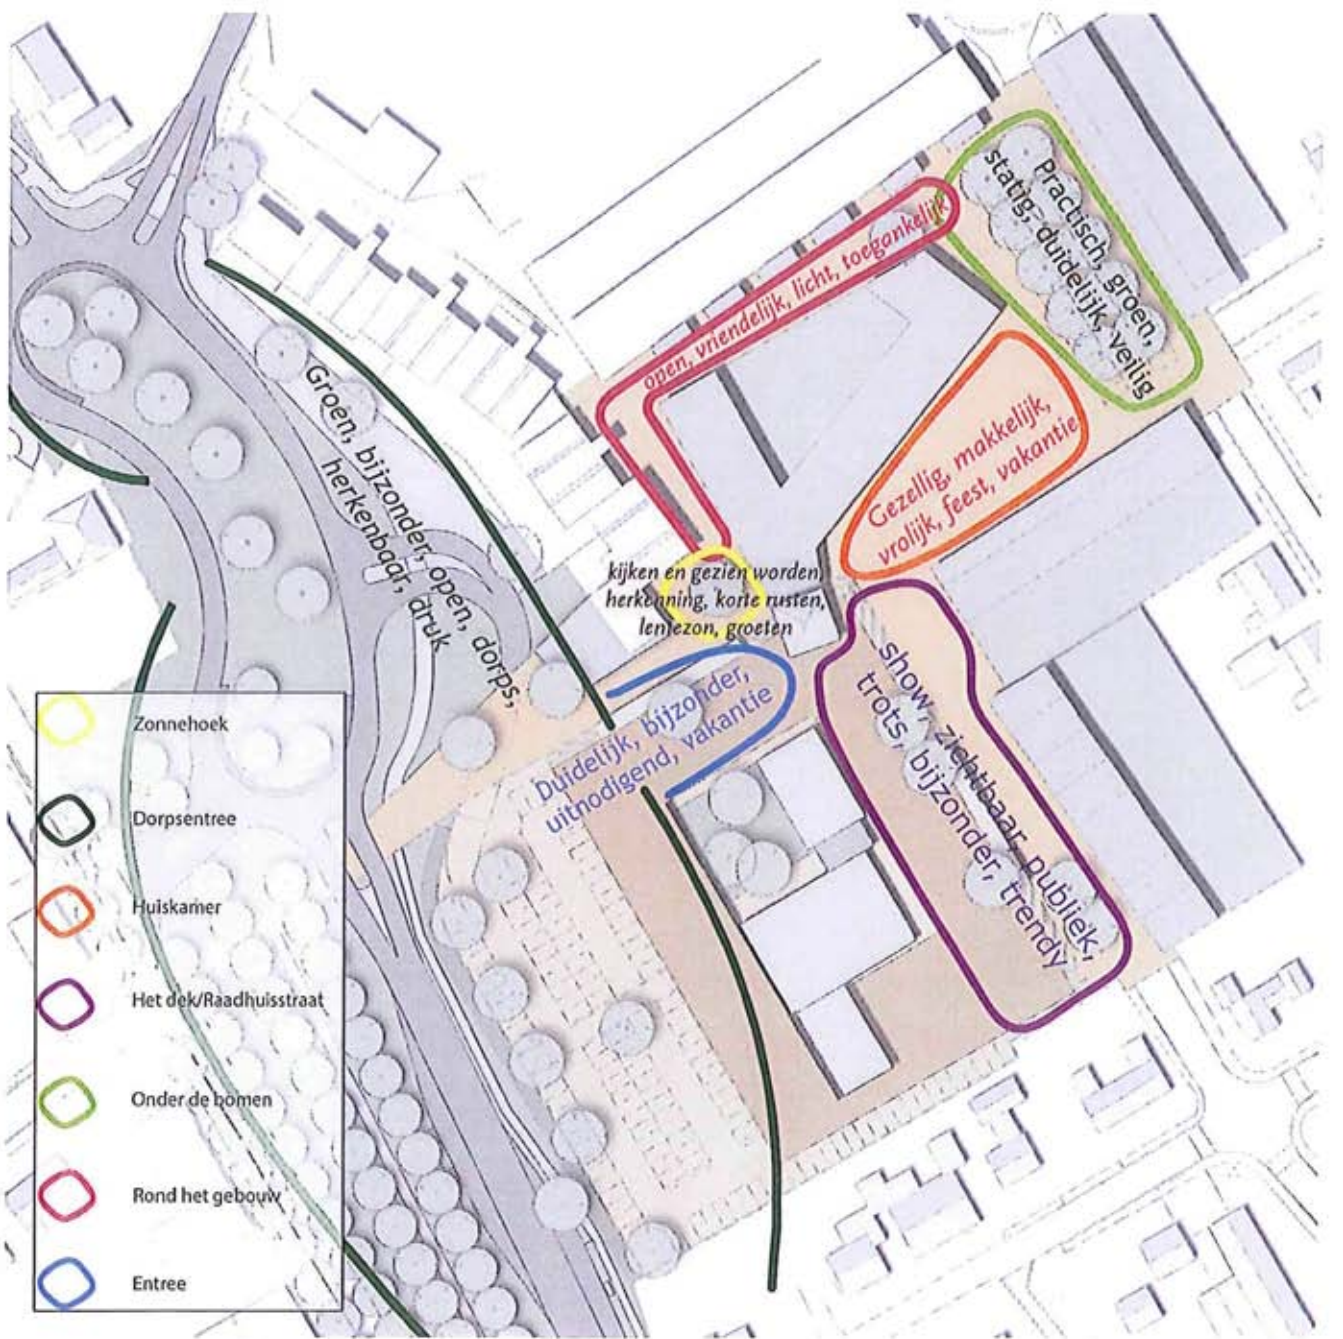 Practisch, groen,
statig, duidelijk, veilig
open, vriendelijk, licht, toegankelijk
Groen, bijzonder, open, dorps,
herkenbaar, druk
Gezellig, makkelijk,
vrolijk, feest, vakantie
kijken en gezien worden,
herkenning, korte rusten,
lentezon, groeten
Duidelijk, bijzonder,
uitnodigend, vakantie
show, zichtbaar, publiek,
trots, bijzonder, trendy
Zonnehoek
Dorpsentree
Huiskamer
Het dek/Raadhuisstraat
Onder de bomen
Rond het gebouw
Entree